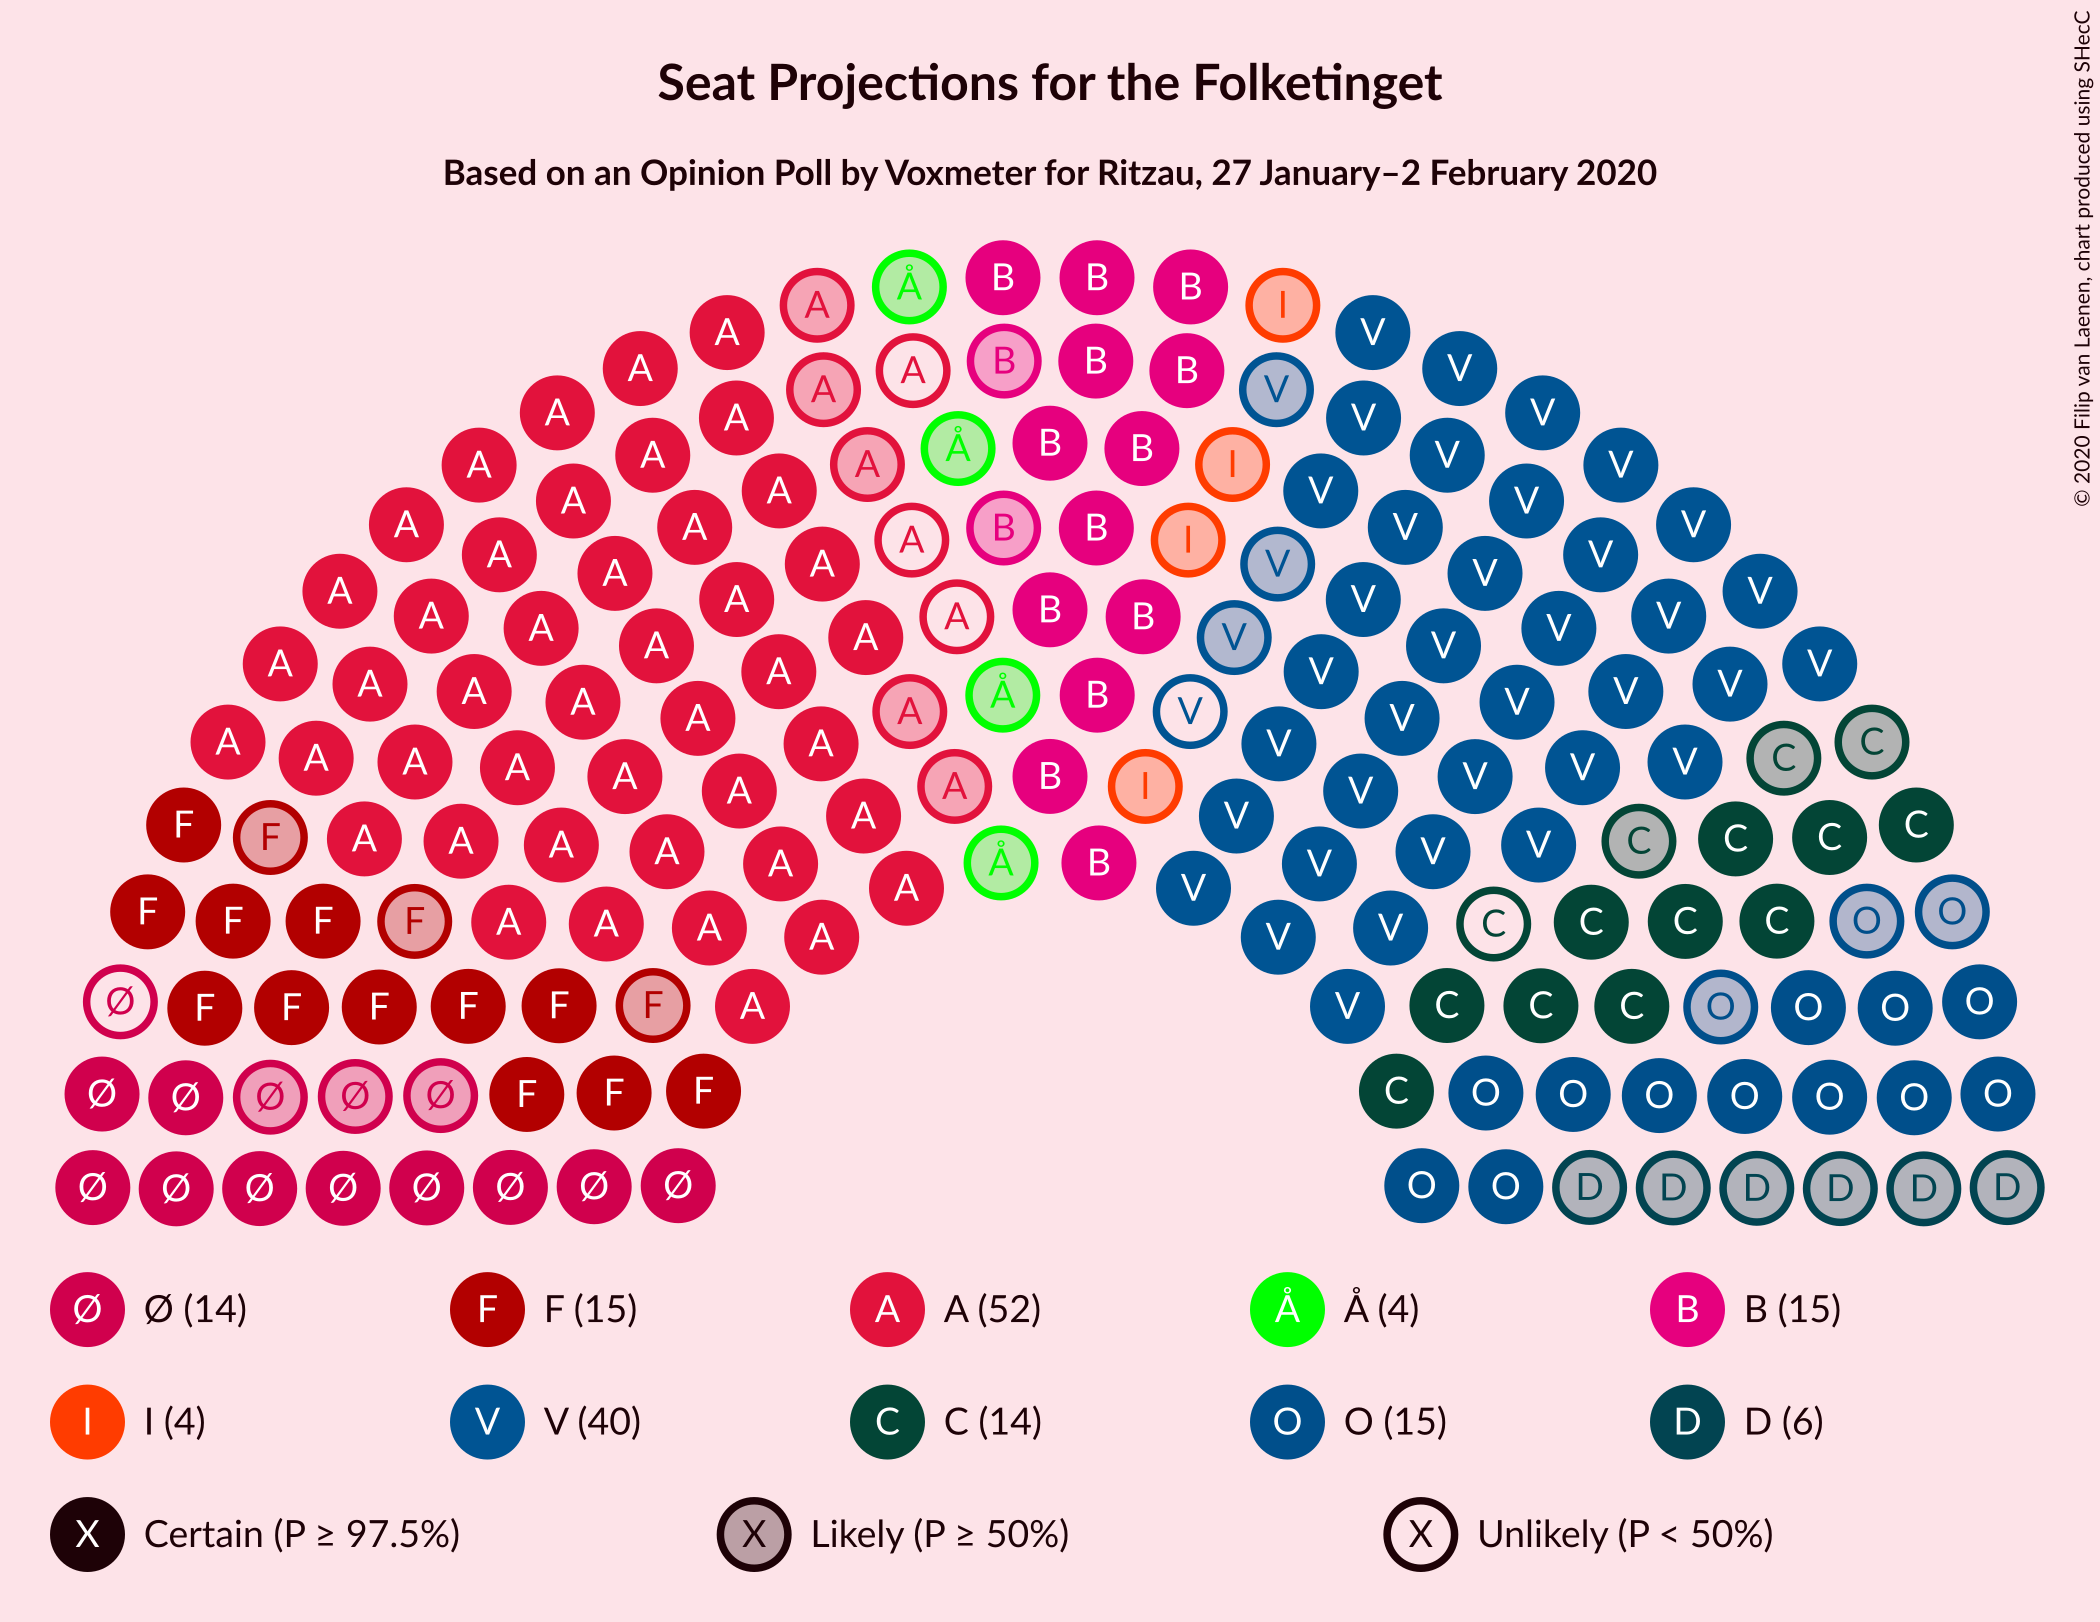 Seat Projections for the Folketinget
Based on an Opinion Poll by Voxmeter for Ritzau, 27 January–2 February 2020
© 2020 Filip van Laenen, chart produced using SHecC
A Å B B B I
A V
A A A B B B V V
A A V V
A A A Å B B I V V
A A V V
A A A B B I V V
A A A V V V
A A A A A B B V V V V
A A A V V V
A A A A A Å B V V V V V
A A A A A A V V V V C C
A A A B I V V
F F A A A A A V V V C C C C
A A Å B V V
F F F F A A A A V V C C C C O O
Ø F F F F F F A V C C C O O O O
Ø Ø Ø Ø Ø F F F C O O O O O O O
Ø Ø Ø Ø Ø Ø Ø Ø O O D D D D D D
Ø Ø (14) F F (15) A A (52) Å Å (4) B B (15)
I I (4) V V (40) C C (14) O O (15) D D (6)
X Certain (P ≥ 97.5%) X Likely (P ≥ 50%) X Unlikely (P < 50%)